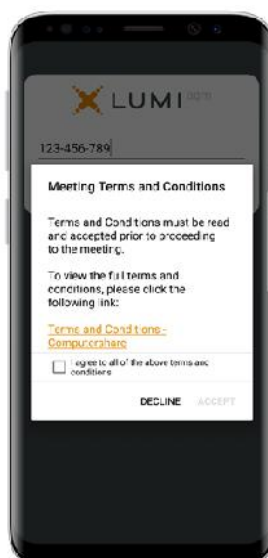 LUMI agm
123-456-789
Meeting Terms and Conditions
Terms and Conditions must be read
and accepted prior to proceeding
to the meeting.
To view the full terms and
conditions, please click the
following link:
Terms and Conditions -
Computershare
I agree to all of the above terms and
conditions
DECLINE ACCEPT